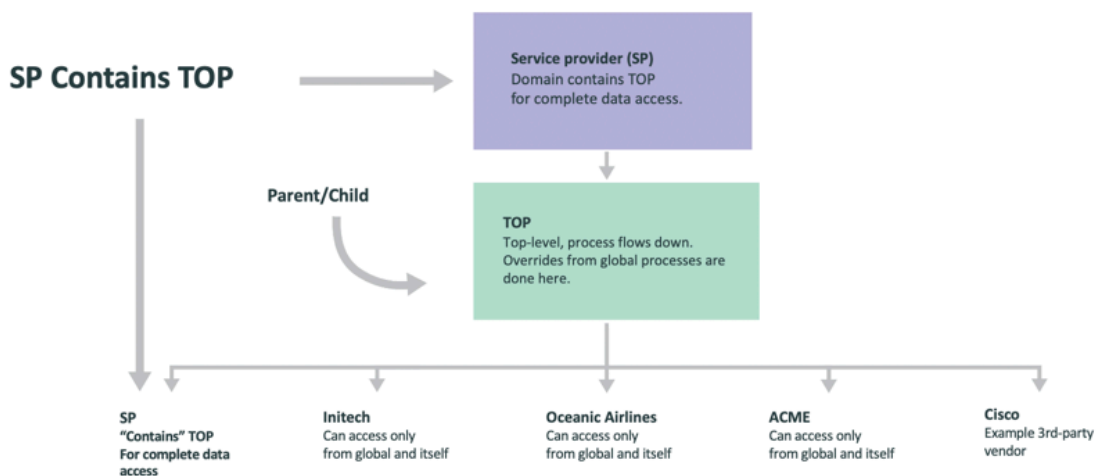 SP Contains TOP
Service provider (SP)
Domain contains TOP
for complete data access.
Parent/Child
TOP
Top-level, process flows down.
Overrides from global processes are
done here.
SP
“Contains” TOP
For complete data
access
Initech
Can access only
from global and itself
Oceanic Airlines
Can access only
from global and itself
ACME
Can access only
from global and itself
Cisco
Example 3rd-party
vendor